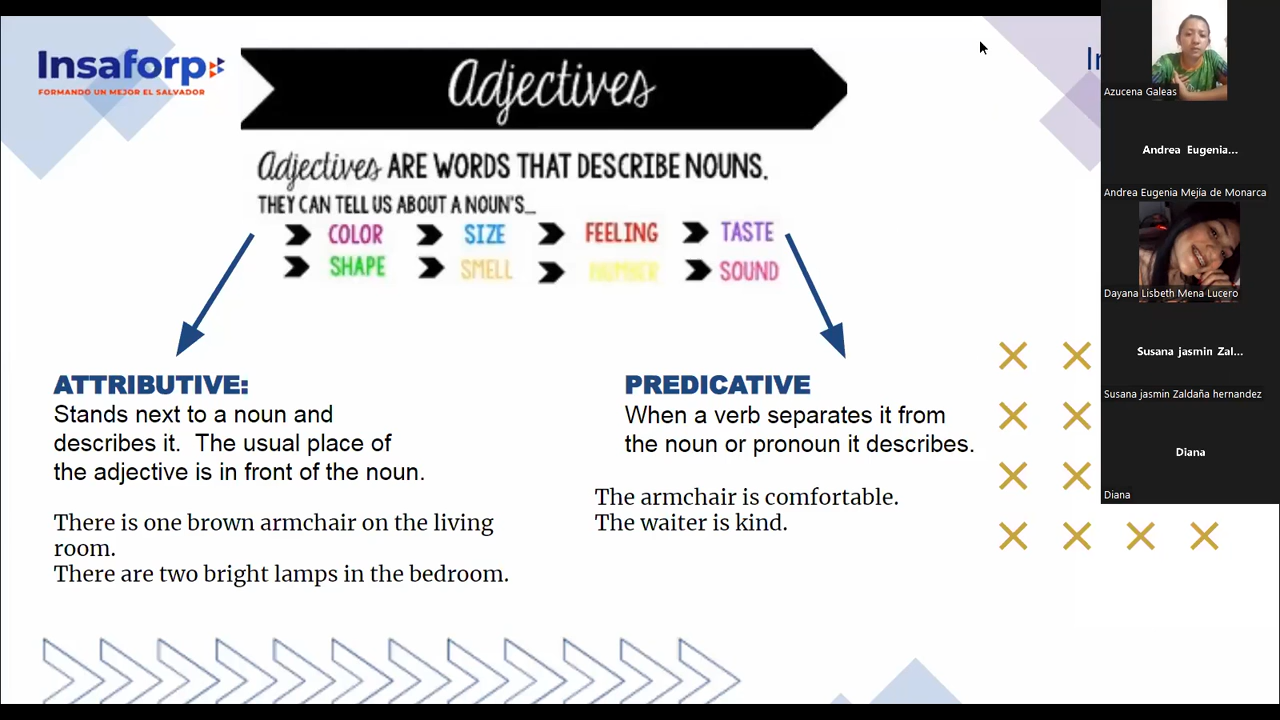 Insaforp
FORMANDO UN MEJOR EL SALVADOR
Adjectives
Adjectives ARE WORDS THAT DESCRIBE NOUNS.
THEY CAN TELL US ABOUT A NOUN'S...
COLOR SIZE FEELING TASTE
SHAPE SMELL NUMBER SOUND
ATTRIBUTIVE:
Stands next to a noun and
describes it. The usual place of
the adjective is in front of the noun.
There is one brown armchair on the living
room.
There are two bright lamps in the bedroom.
PREDICATIVE
When a verb separates it from
the noun or pronoun it describes.
The armchair is comfortable.
The waiter is kind.
Azucena Galeas
Andrea Eugenia...
Andrea Eugenia Mejía de Monarca
Dayana Lisbeth Mena Lucero
Susana jasmin Zal...
Susana jasmin Zaldaña hernandez
Diana
Diana